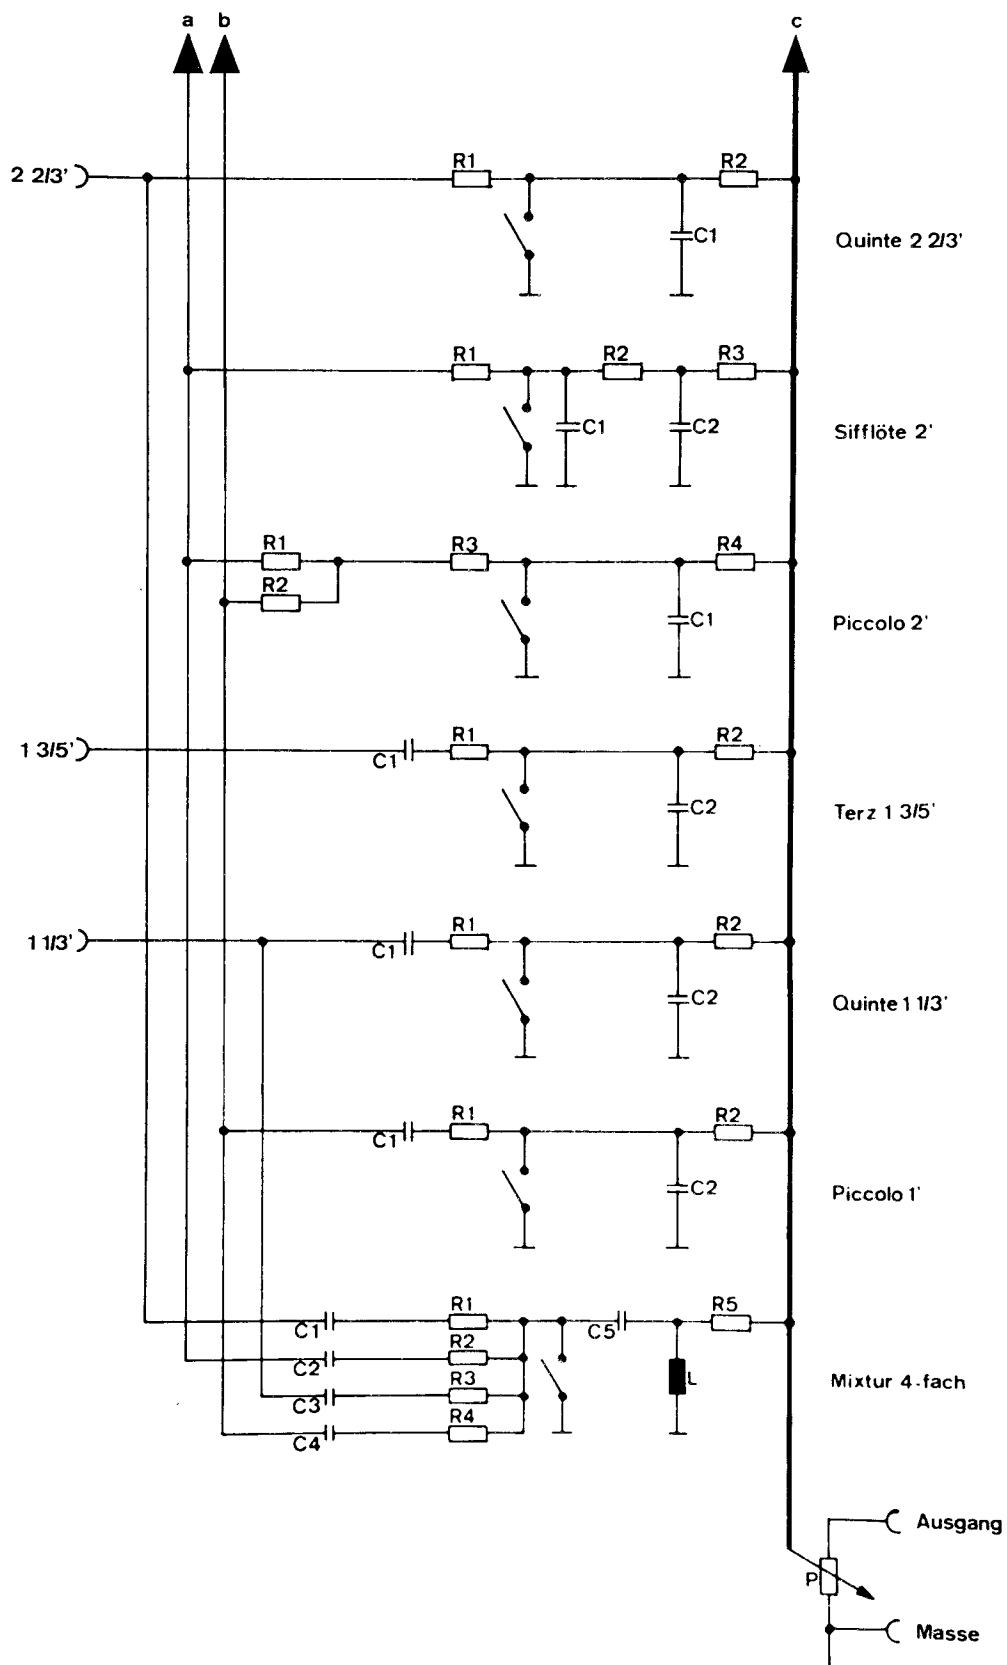 a b c
2 2/3' R1 R2
C1
Quinte 2 2/3'
R1 R2 R3
C1 C2
Sifflöte 2'
R1 R3 R4
R2
C1
Piccolo 2'
1 3/5' C1 R1 R2
C2
Terz 1 3/5'
1 1/3' C1 R1 R2
C2
Quinte 1 1/3'
C1 R1 R2
C2
Piccolo 1'
C1 R1 C5 R5
C2 R2
C3 R3 L
C4 R4
Mixtur 4-fach
Ausgang
P
Masse